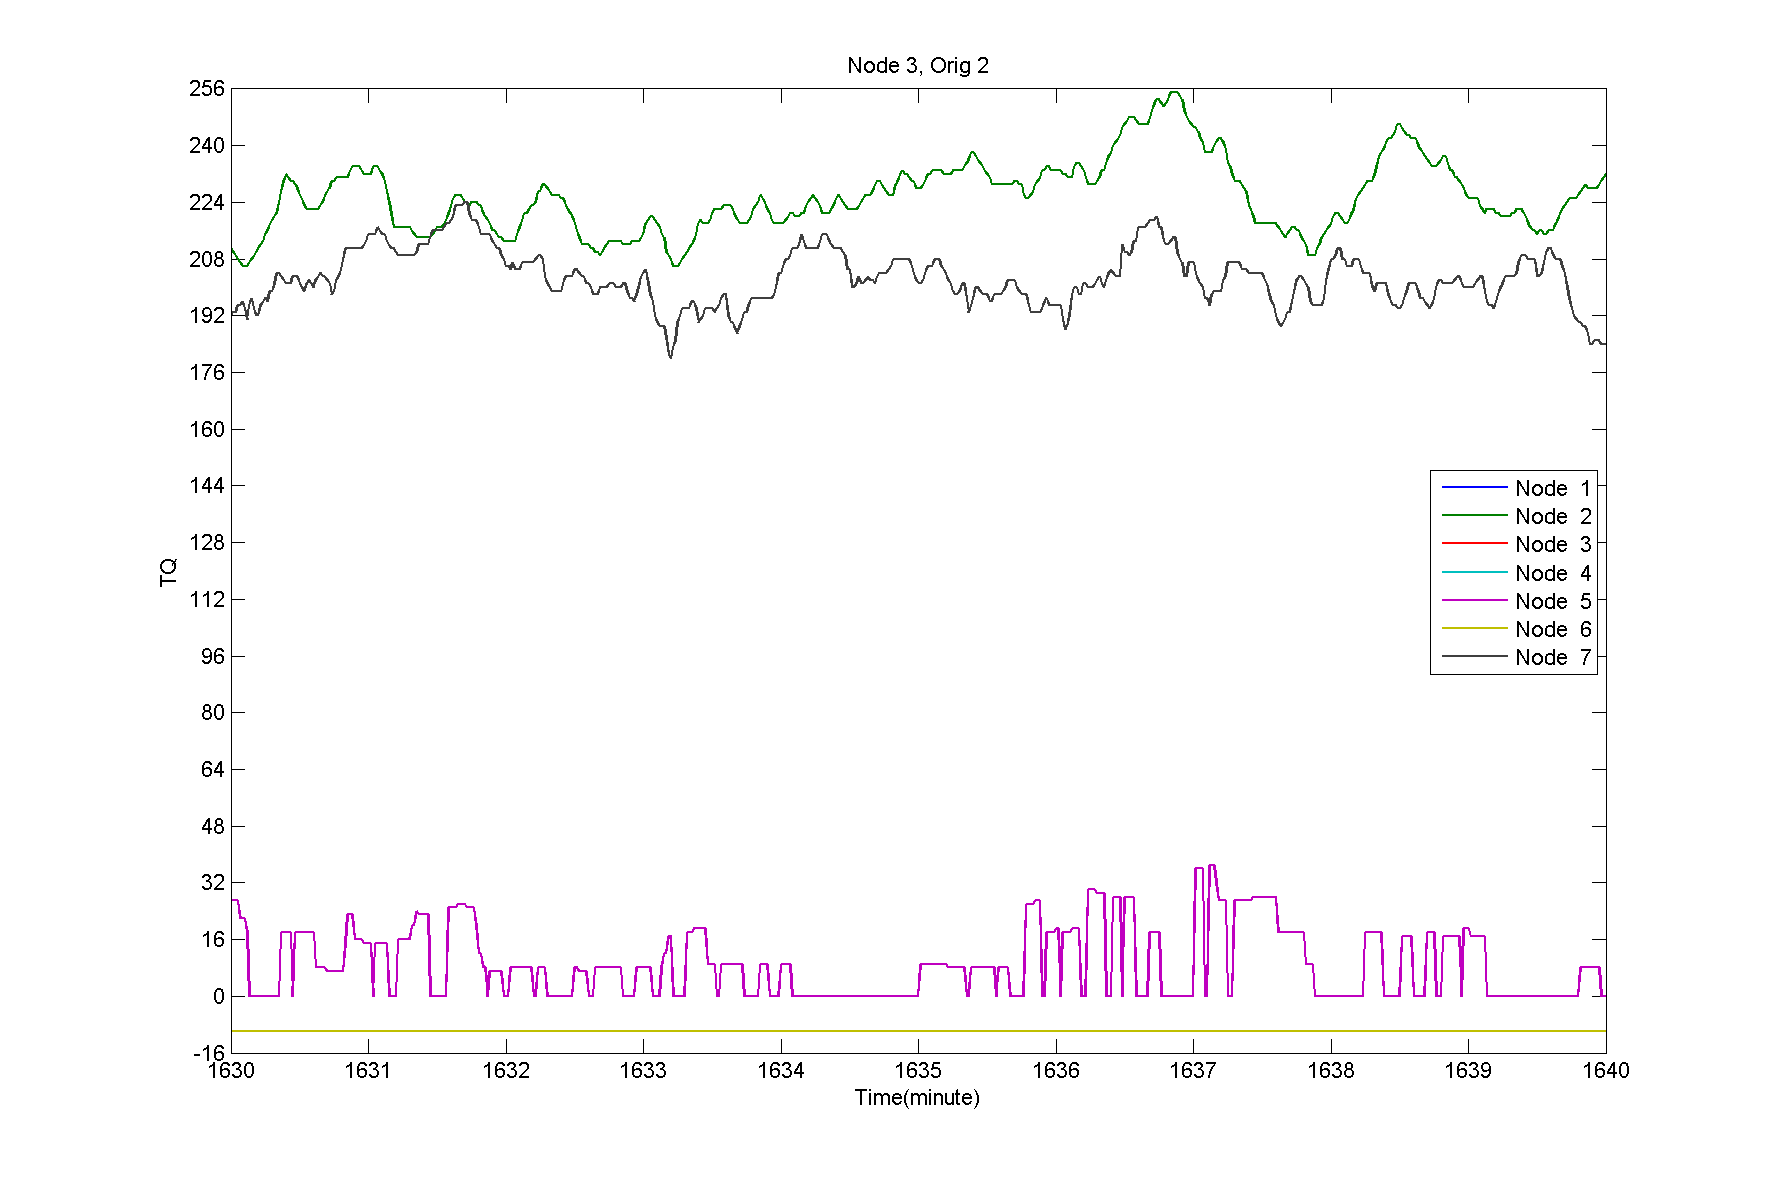 Node 3, Orig 2
256
240
224
208
192
176
160
144
128
112
96
80
64
48
32
16
0
-16
TQ
Node 1
Node 2
Node 3
Node 4
Node 5
Node 6
Node 7
1630 1631 1632 1633 1634 1635 1636 1637 1638 1639 1640
Time(minute)